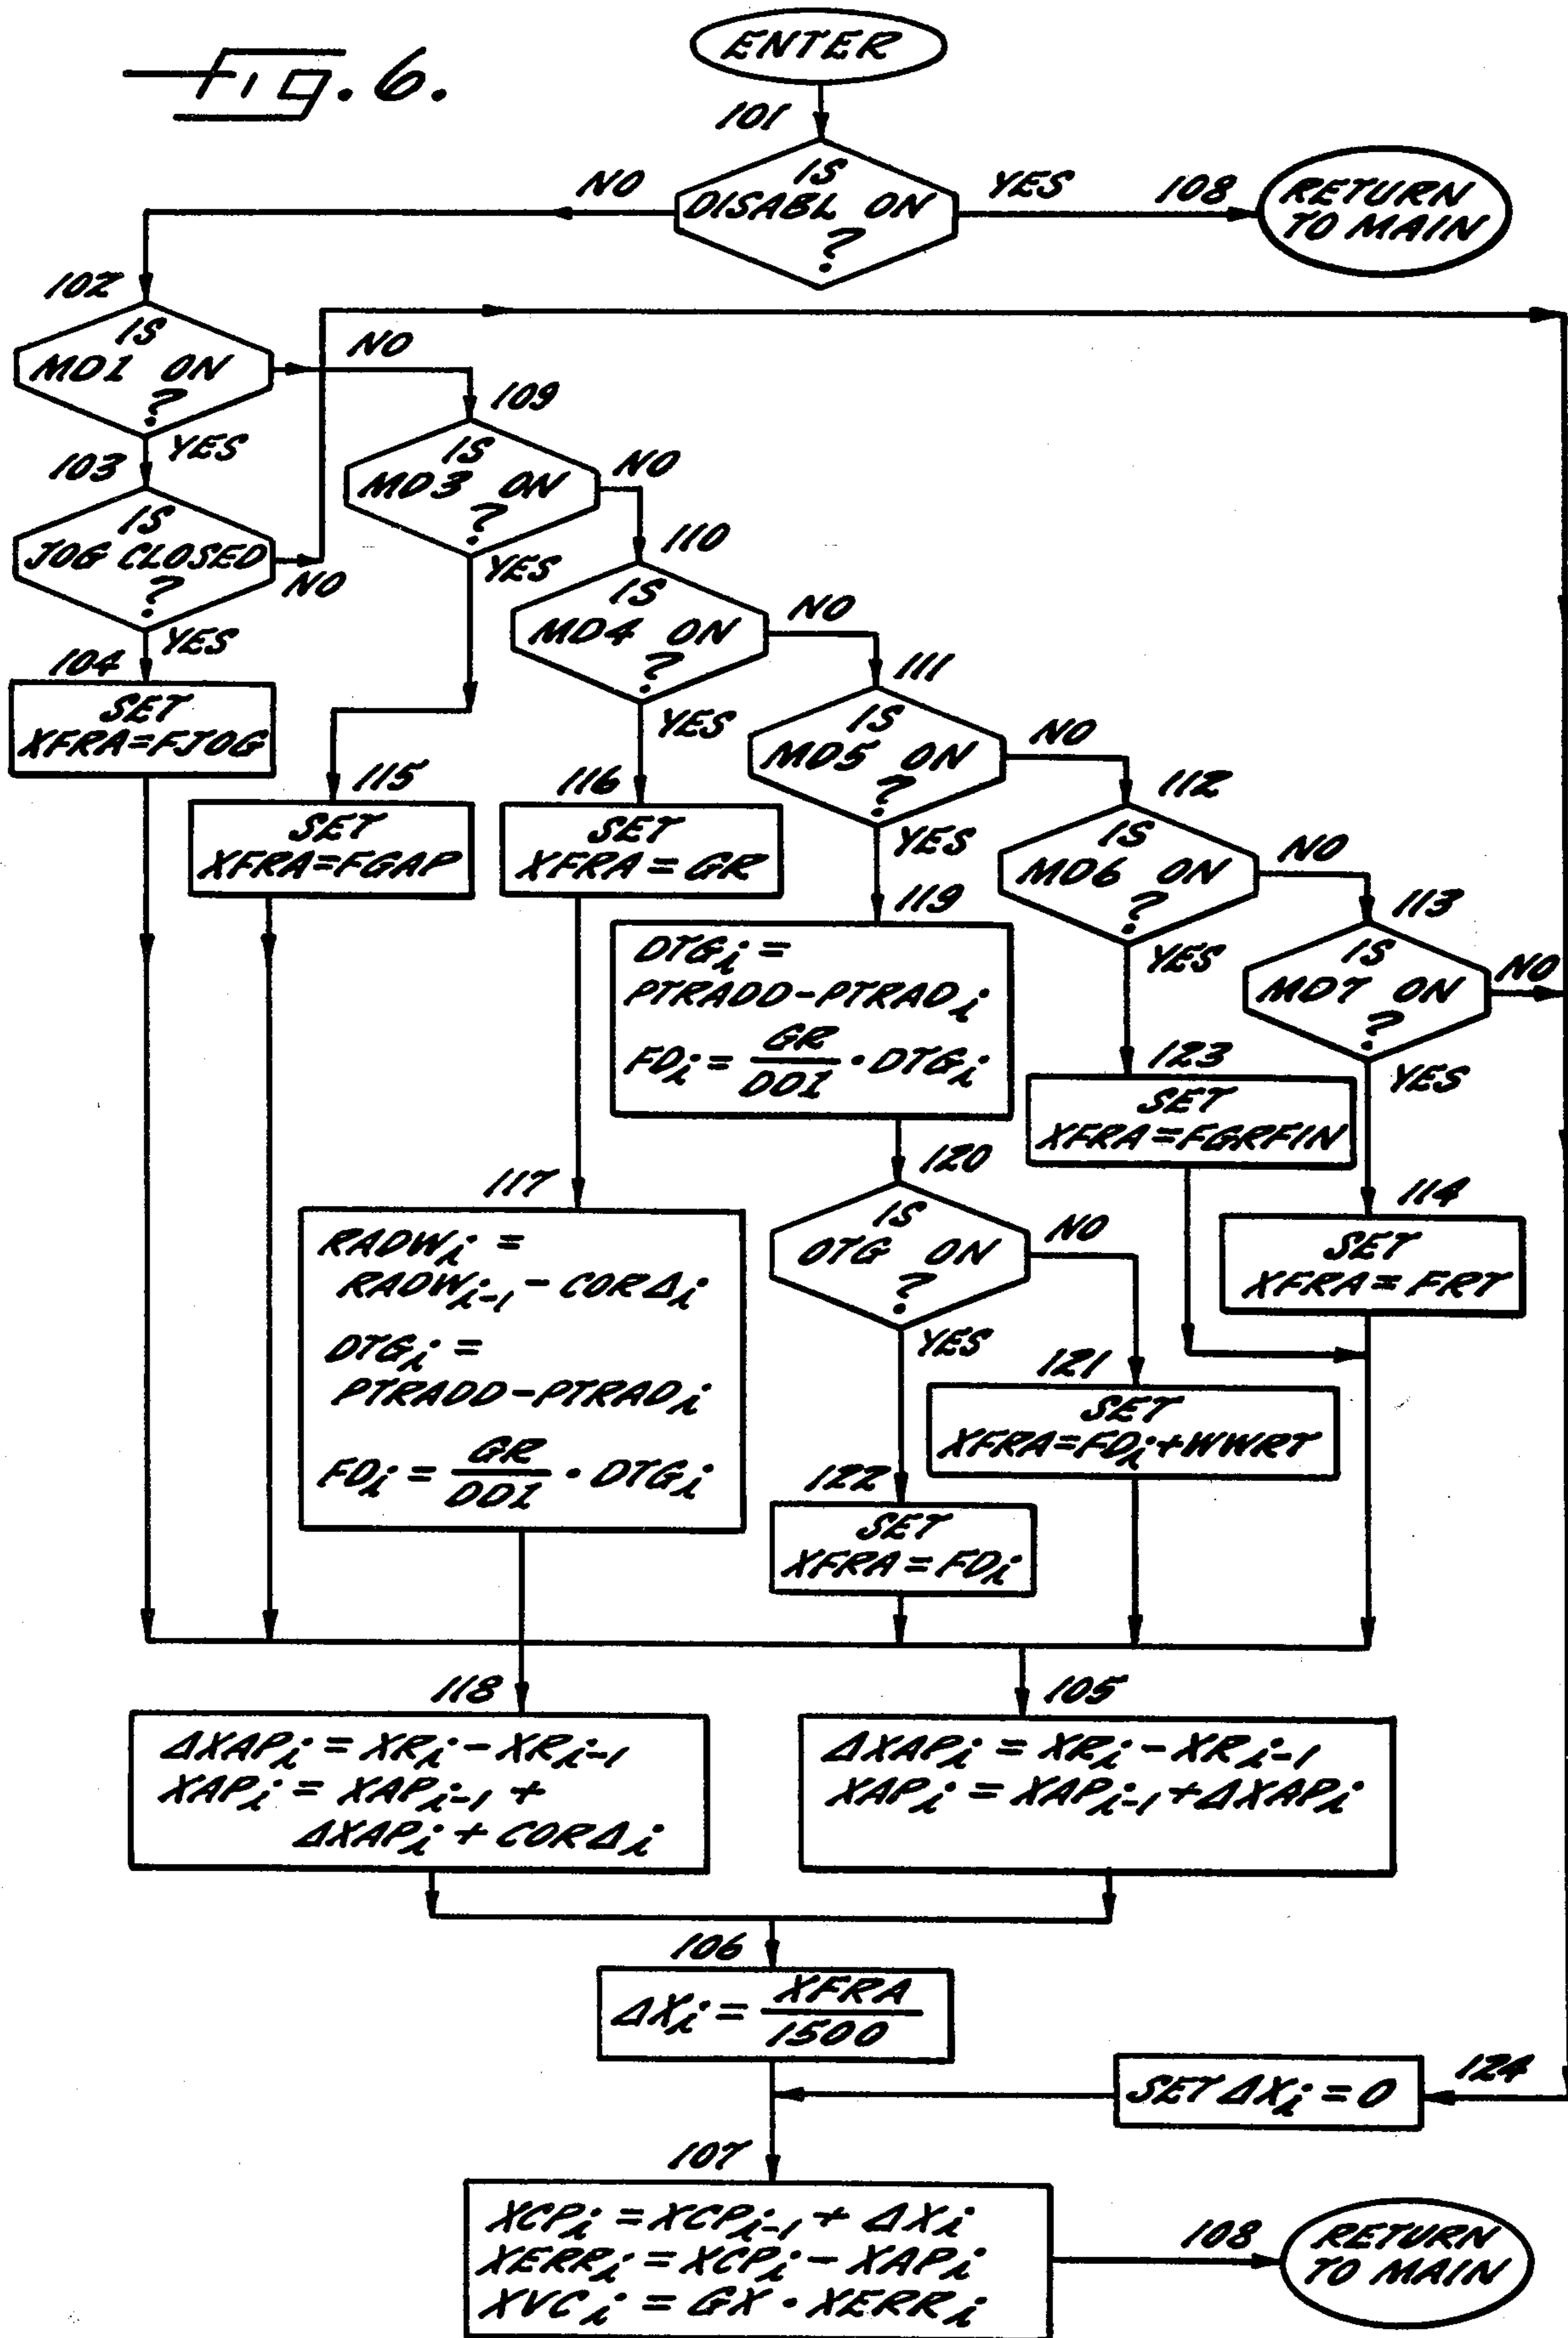 Fig. 6.
ENTER
101
IS
DISABL ON
?
NO
YES
108
RETURN
TO MAIN
102
IS
MD1 ON
?
NO
YES
103
IS
JOG CLOSED
?
NO
YES
104
SET
XFRA=FJOG
109
IS
MD3 ON
?
NO
YES
110
IS
MD4 ON
?
NO
YES
111
IS
MD5 ON
?
NO
YES
112
IS
MD6 ON
?
NO
YES
113
IS
MD7 ON
?
NO
YES
115
SET
XFRA=FGAP
116
SET
XFRA = GR
119
DTGi =
PTRADD-PTRADi
FDi = GR/DDI · DTGi
123
SET
XFRA=FGRFIN
114
SET
XFRA = FRT
117
RADWi =
RADWi-1 - CORΔi
DTGi =
PTRADD-PTRADi
FDi = GR/DDI · DTGi
120
IS
OTG ON
?
NO
YES
121
SET
XFRA=FDi+WWRT
122
SET
XFRA = FDi
118
ΔXAPi = XRi - XRi-1
XAPi = XAPi-1 +
ΔXAPi + CORΔi
105
ΔXAPi = XRi - XRi-1
XAPi = XAPi-1 + ΔXAPi
106
ΔXi = XFRA/1500
124
SET ΔXi = 0
107
XCPi = XCPi-1 + ΔXi
XERRi = XCPi - XAPi
XVCi = GX · XERRi
108
RETURN
TO MAIN